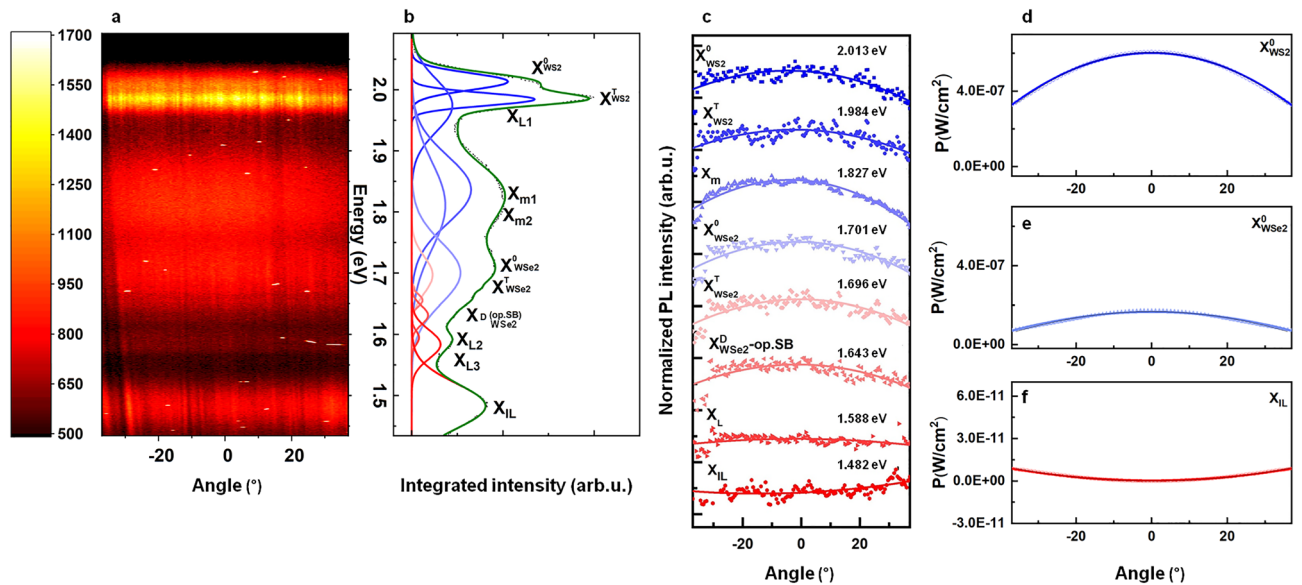 a
1700
1550
1400
1250
1100
950
800
650
500
-20 0 20
Angle (°)
b
2.0
1.9
1.8
1.7
1.6
1.5
Energy (eV)
X⁰WS2
XᵀWS2
XL1
Xm1
Xm2
X⁰WSe2
XᵀWSe2
XD (op.SB)WSe2
XL2
XL3
XIL
Integrated intensity (arb.u.)
c
Normalized PL intensity (arb.u.)
X⁰WS2 2.013 eV
XᵀWS2 1.984 eV
Xm 1.827 eV
X⁰WSe2 1.701 eV
XᵀWSe2 1.696 eV
XDWSe2-op.SB 1.643 eV
XL 1.588 eV
XIL 1.482 eV
-20 0 20
Angle (°)
d
X⁰WS2
P(W/cm²)
4.0E-07
0.0E+00
-20 0 20
e
X⁰WSe2
P(W/cm²)
4.0E-07
0.0E+00
-20 0 20
f
XIL
P(W/cm²)
6.0E-11
3.0E-11
0.0E+00
-3.0E-11
-20 0 20
Angle (°)